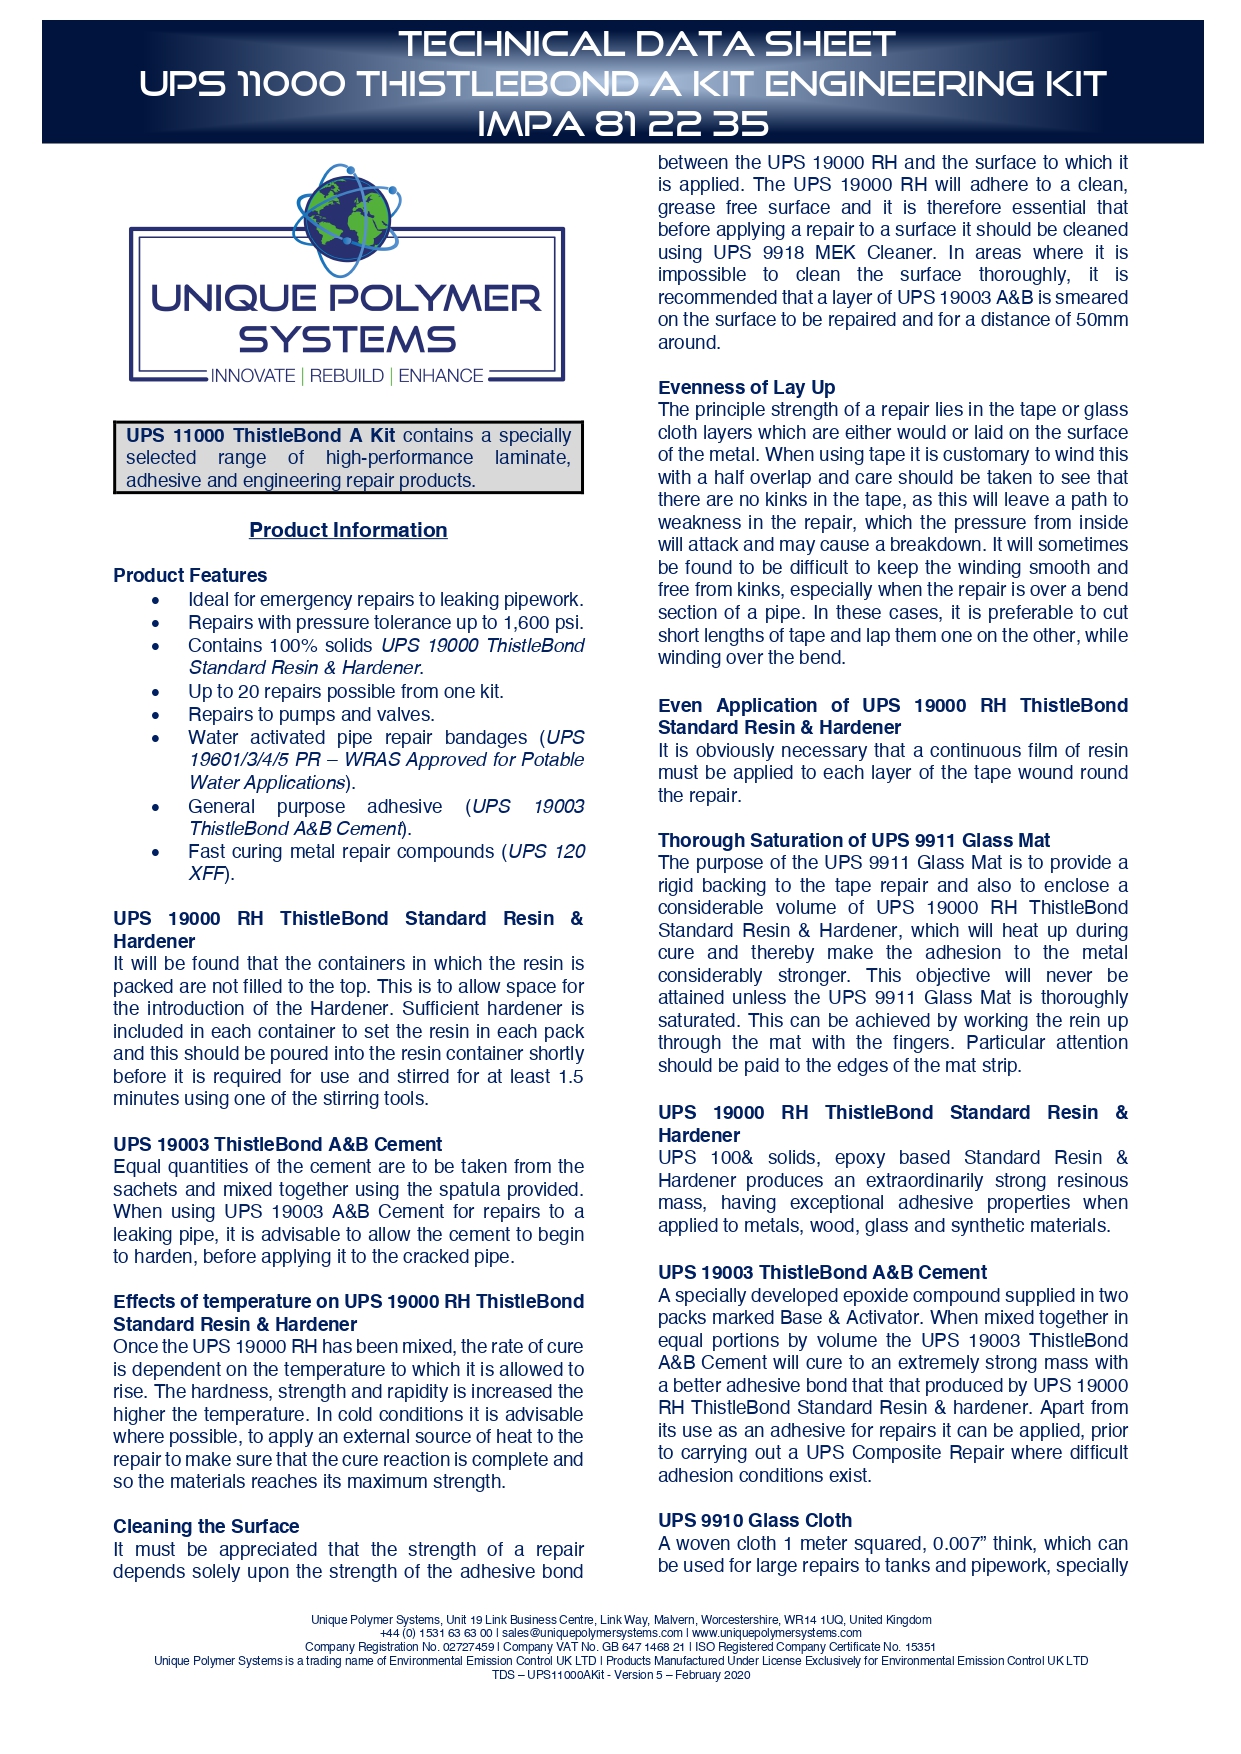 TECHNICAL DATA SHEET
UPS 11000 THISTLEBOND A KIT ENGINEERING KIT
IMPA 81 22 35
UNIQUE POLYMER
SYSTEMS
INNOVATE | REBUILD | ENHANCE
UPS 11000 ThistleBond A Kit contains a specially
selected range of high-performance laminate,
adhesive and engineering repair products.
Product Information
Product Features
• Ideal for emergency repairs to leaking pipework.
• Repairs with pressure tolerance up to 1,600 psi.
• Contains 100% solids UPS 19000 ThistleBond
Standard Resin & Hardener.
• Up to 20 repairs possible from one kit.
• Repairs to pumps and valves.
• Water activated pipe repair bandages (UPS
19601/3/4/5 PR – WRAS Approved for Potable
Water Applications).
• General purpose adhesive (UPS 19003
ThistleBond A&B Cement).
• Fast curing metal repair compounds (UPS 120
XFF).
UPS 19000 RH ThistleBond Standard Resin &
Hardener
It will be found that the containers in which the resin is
packed are not filled to the top. This is to allow space for
the introduction of the Hardener. Sufficient hardener is
included in each container to set the resin in each pack
and this should be poured into the resin container shortly
before it is required for use and stirred for at least 1.5
minutes using one of the stirring tools.
UPS 19003 ThistleBond A&B Cement
Equal quantities of the cement are to be taken from the
sachets and mixed together using the spatula provided.
When using UPS 19003 A&B Cement for repairs to a
leaking pipe, it is advisable to allow the cement to begin
to harden, before applying it to the cracked pipe.
Effects of temperature on UPS 19000 RH ThistleBond
Standard Resin & Hardener
Once the UPS 19000 RH has been mixed, the rate of cure
is dependent on the temperature to which it is allowed to
rise. The hardness, strength and rapidity is increased the
higher the temperature. In cold conditions it is advisable
where possible, to apply an external source of heat to the
repair to make sure that the cure reaction is complete and
so the materials reaches its maximum strength.
Cleaning the Surface
It must be appreciated that the strength of a repair
depends solely upon the strength of the adhesive bond
between the UPS 19000 RH and the surface to which it
is applied. The UPS 19000 RH will adhere to a clean,
grease free surface and it is therefore essential that
before applying a repair to a surface it should be cleaned
using UPS 9918 MEK Cleaner. In areas where it is
impossible to clean the surface thoroughly, it is
recommended that a layer of UPS 19003 A&B is smeared
on the surface to be repaired and for a distance of 50mm
around.
Evenness of Lay Up
The principle strength of a repair lies in the tape or glass
cloth layers which are either would or laid on the surface
of the metal. When using tape it is customary to wind this
with a half overlap and care should be taken to see that
there are no kinks in the tape, as this will leave a path to
weakness in the repair, which the pressure from inside
will attack and may cause a breakdown. It will sometimes
be found to be difficult to keep the winding smooth and
free from kinks, especially when the repair is over a bend
section of a pipe. In these cases, it is preferable to cut
short lengths of tape and lap them one on the other, while
winding over the bend.
Even Application of UPS 19000 RH ThistleBond
Standard Resin & Hardener
It is obviously necessary that a continuous film of resin
must be applied to each layer of the tape wound round
the repair.
Thorough Saturation of UPS 9911 Glass Mat
The purpose of the UPS 9911 Glass Mat is to provide a
rigid backing to the tape repair and also to enclose a
considerable volume of UPS 19000 RH ThistleBond
Standard Resin & Hardener, which will heat up during
cure and thereby make the adhesion to the metal
considerably stronger. This objective will never be
attained unless the UPS 9911 Glass Mat is thoroughly
saturated. This can be achieved by working the rein up
through the mat with the fingers. Particular attention
should be paid to the edges of the mat strip.
UPS 19000 RH ThistleBond Standard Resin &
Hardener
UPS 100& solids, epoxy based Standard Resin &
Hardener produces an extraordinarily strong resinous
mass, having exceptional adhesive properties when
applied to metals, wood, glass and synthetic materials.
UPS 19003 ThistleBond A&B Cement
A specially developed epoxide compound supplied in two
packs marked Base & Activator. When mixed together in
equal portions by volume the UPS 19003 ThistleBond
A&B Cement will cure to an extremely strong mass with
a better adhesive bond that that produced by UPS 19000
RH ThistleBond Standard Resin & hardener. Apart from
its use as an adhesive for repairs it can be applied, prior
to carrying out a UPS Composite Repair where difficult
adhesion conditions exist.
UPS 9910 Glass Cloth
A woven cloth 1 meter squared, 0.007” think, which can
be used for large repairs to tanks and pipework, specially
Unique Polymer Systems, Unit 19 Link Business Centre, Link Way, Malvern, Worcestershire, WR14 1UQ, United Kingdom
+44 (0) 1531 63 63 00 | sales@uniquepolymersystems.com | www.uniquepolymersystems.com
Company Registration No. 02727459 | Company VAT No. GB 647 1468 21 | ISO Registered Company Certificate No. 15351
Unique Polymer Systems is a trading name of Environmental Emission Control UK LTD | Products Manufactured Under License Exclusively for Environmental Emission Control UK LTD
TDS – UPS11000AKit - Version 5 – February 2020